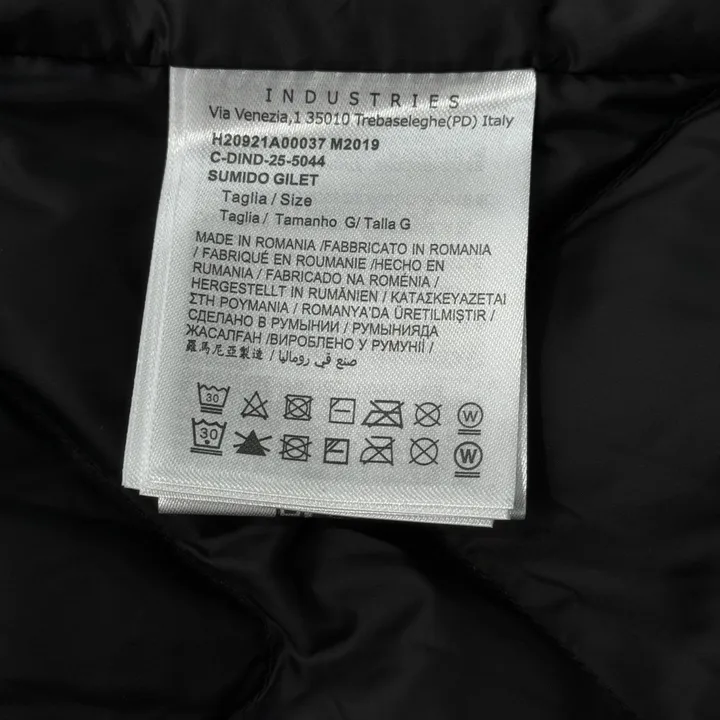 INDUSTRIES
Via Venezia,1 35010 Trebaseleghe(PD) Italy
H20921A00037 M2019
C-DIND-25-5044
SUMIDO GILET
Taglia / Size
Taglia / Tamanho G/ Talla G
MADE IN ROMANIA /FABBRICATO IN ROMANIA
/ FABRIQUÉ EN ROUMANIE /HECHO EN
RUMANIA / FABRICADO NA ROMÉNIA /
HERGESTELLT IN RUMÄNIEN / ΚΑΤΑΣΚΕΥΑΖΕΤΑΙ
ΣΤΗ ΡΟΥΜΑΝΙΑ / ROMANYA'DA ÜRETILMIŞTIR /
СДЕЛАНО В РУМЫНИИ / РУМЫНИЯДА
ЖАСАЛҒАН /ВИРОБЛЕНО У РУМУНІЇ /
羅馬尼亞製造 / صنع في رومانيا
30 W
30 W